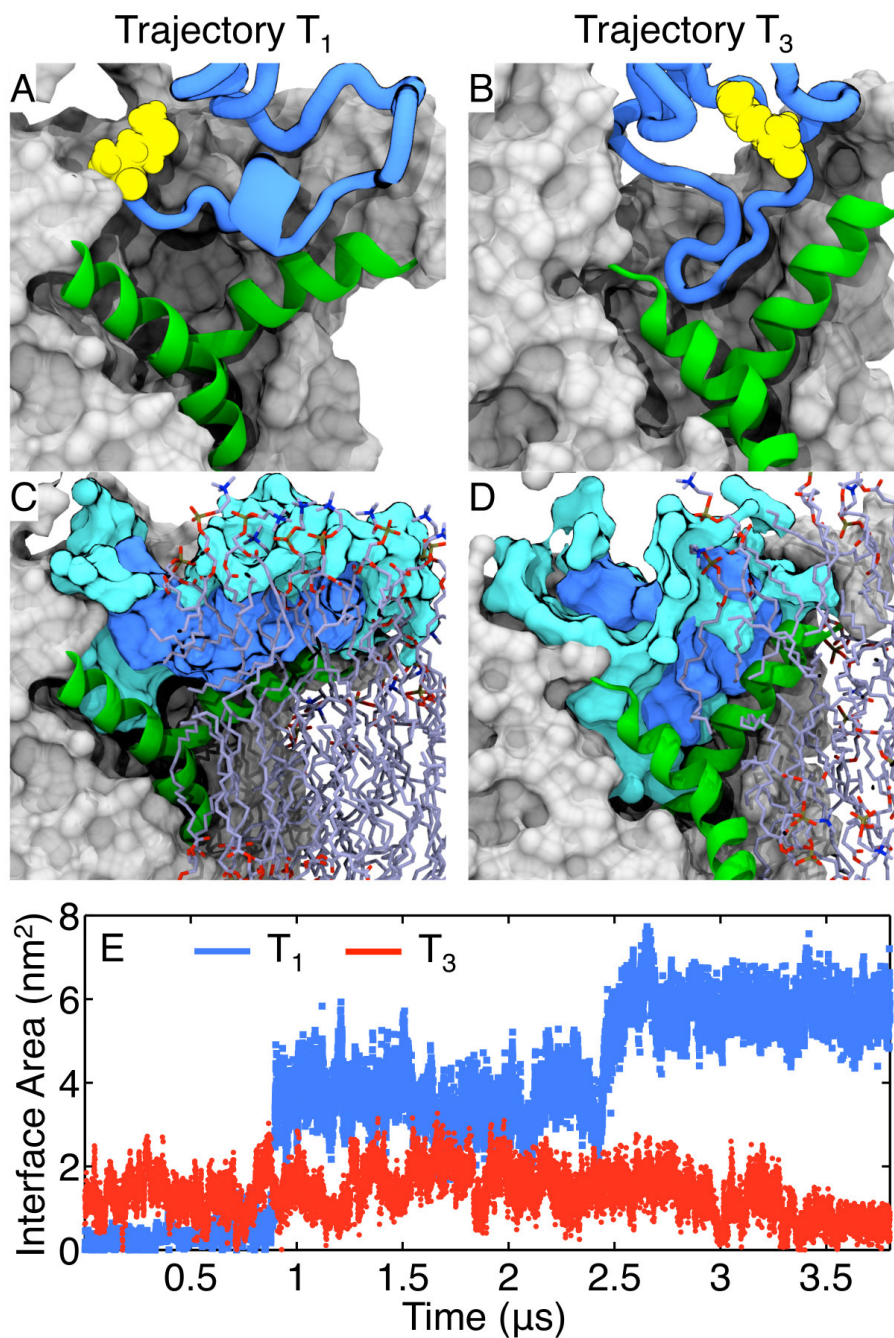 Trajectory T₁ Trajectory T₃
A B
C D
8
6
4
2
0
Interface Area (nm²)
E T₁ T₃
0.5 1 1.5 2 2.5 3 3.5
Time (μs)